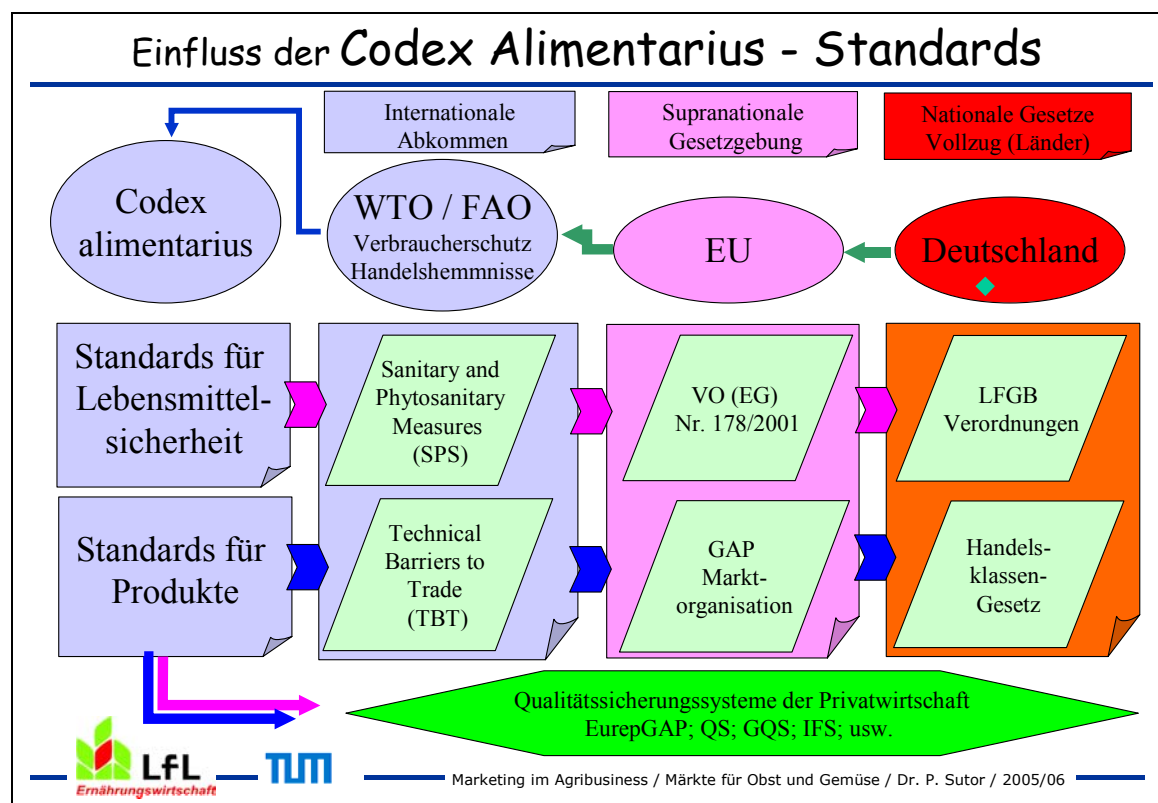 Einfluss der Codex Alimentarius - Standards
Internationale
Abkommen
Supranationale
Gesetzgebung
Nationale Gesetze
Vollzug (Länder)
Codex
alimentarius
WTO / FAO
Verbraucherschutz
Handelshemmnisse
EU
Deutschland
Standards für
Lebensmittel-
sicherheit
Sanitary and
Phytosanitary
Measures
(SPS)
VO (EG)
Nr. 178/2001
LFGB
Verordnungen
Standards für
Produkte
Technical
Barriers to
Trade
(TBT)
GAP
Markt-
organisation
Handels-
klassen-
Gesetz
Qualitätssicherungssysteme der Privatwirtschaft
EurepGAP; QS; GQS; IFS; usw.
LfL
Ernährungswirtschaft
TUM
Marketing im Agribusiness / Märkte für Obst und Gemüse / Dr. P. Sutor / 2005/06